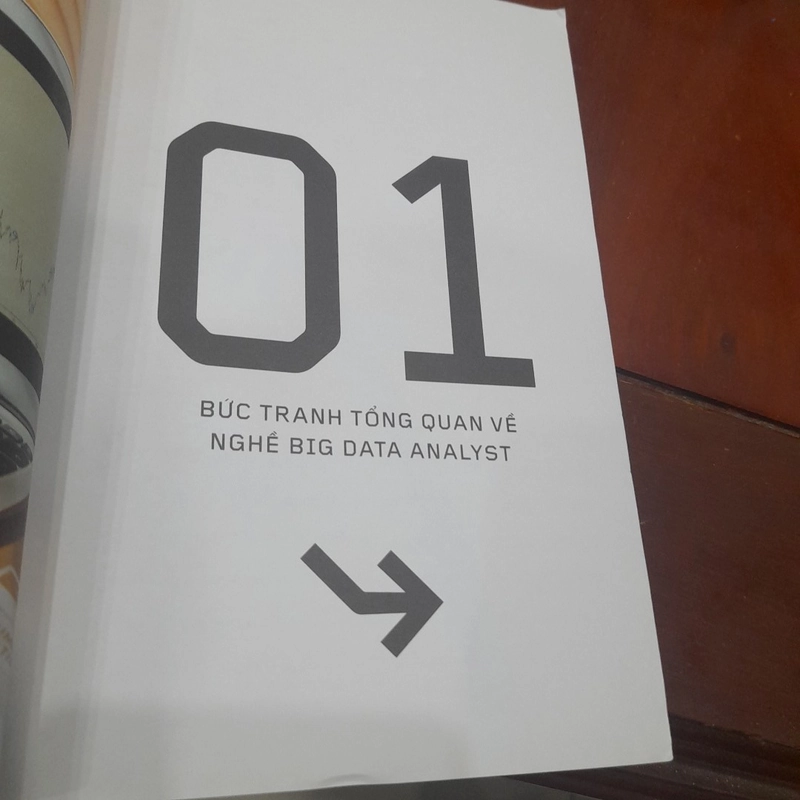 01
BỨC TRANH TỔNG QUAN VỀ
NGHỀ BIG DATA ANALYST